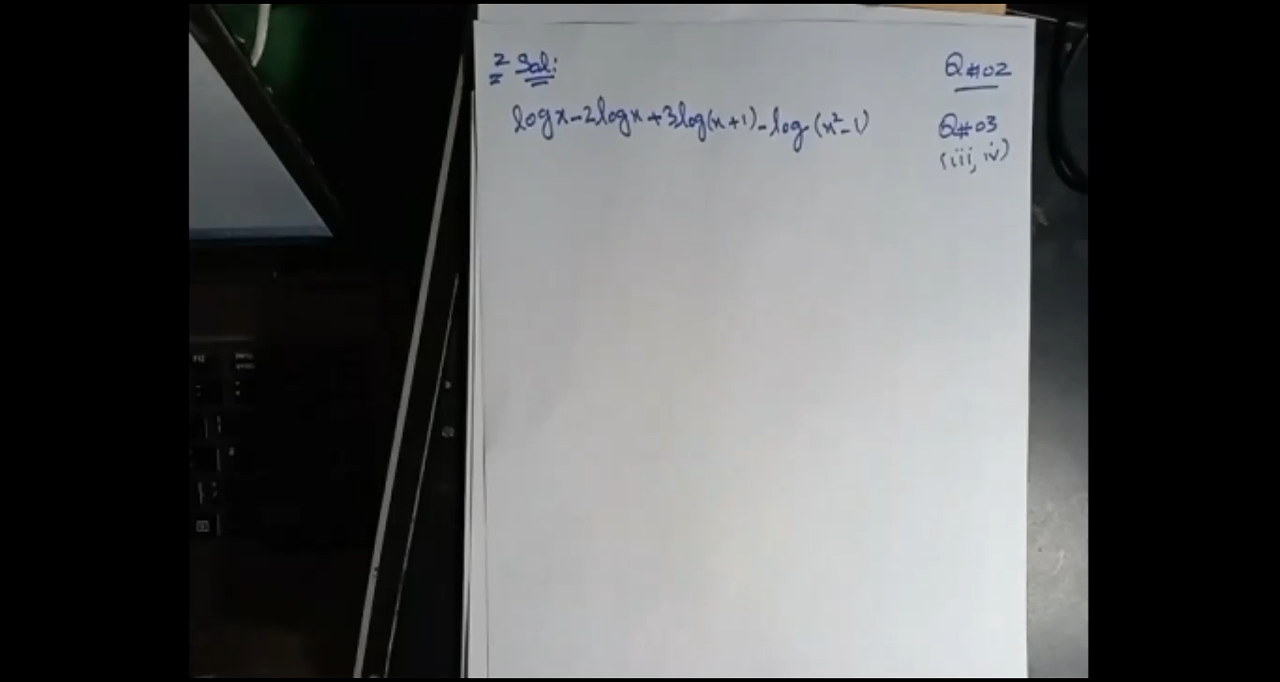 2 Sol:
log x - 2 log x + 3 log (x + 1) - log (x² - 1)
Q#02
Q#03
(iii, iv)